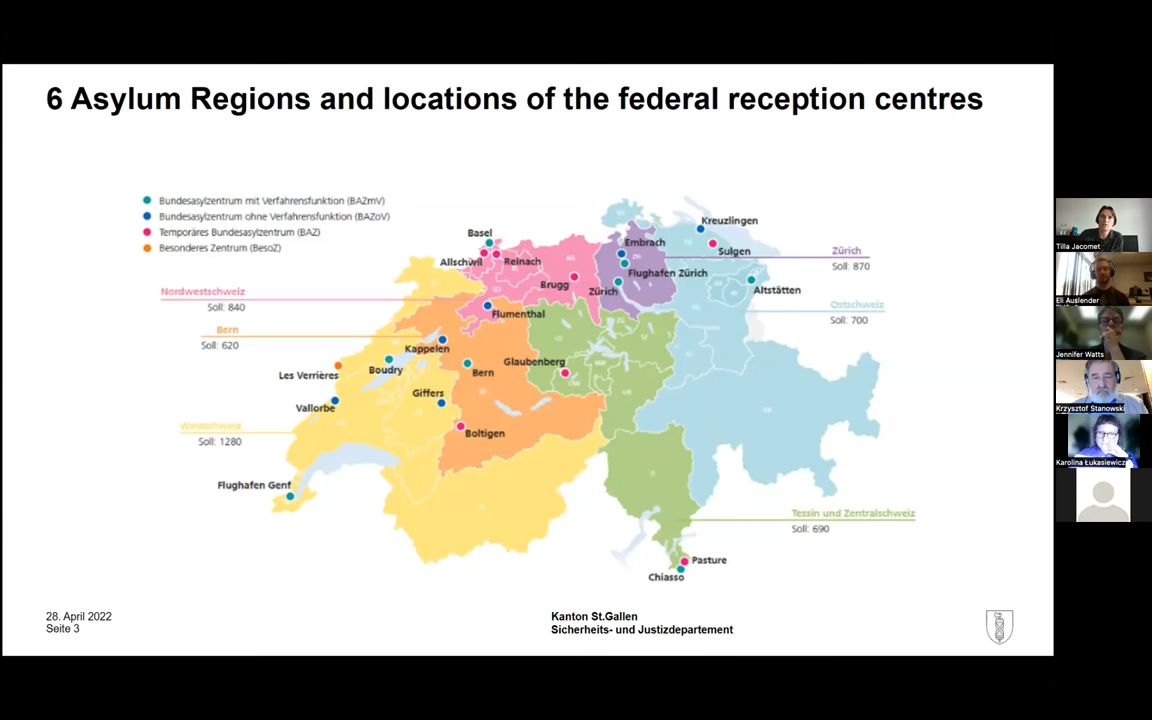 6 Asylum Regions and locations of the federal reception centres
Bundesasylzentrum mit Verfahrensfunktion (BAZmV)
Bundesasylzentrum ohne Verfahrensfunktion (BAZoV)
Temporäres Bundesasylzentrum (BAZ)
Besonderes Zentrum (BesoZ)
Kreuzlingen
Basel
Embrach
Sulgen
Zürich
Soll: 870
Allschwil
Reinach
Flughafen Zürich
Brugg
Zürich
Altstätten
Nordwestschweiz
Soll: 840
Ostschweiz
Soll: 700
Flumenthal
Bern
Soll: 620
Kappelen
Glaubenberg
Boudry
Bern
Les Verrières
Giffers
Vallorbe
Westschweiz
Soll: 1280
Boltigen
Flughafen Genf
Tessin und Zentralschweiz
Soll: 690
Pasture
Chiasso
28. April 2022
Seite 3
Kanton St.Gallen
Sicherheits- und Justizdepartement
Tilla Jacomet
Eli Auslender
Jennifer Watts
Krzysztof Stanowski
Karolina Łukasiewicz